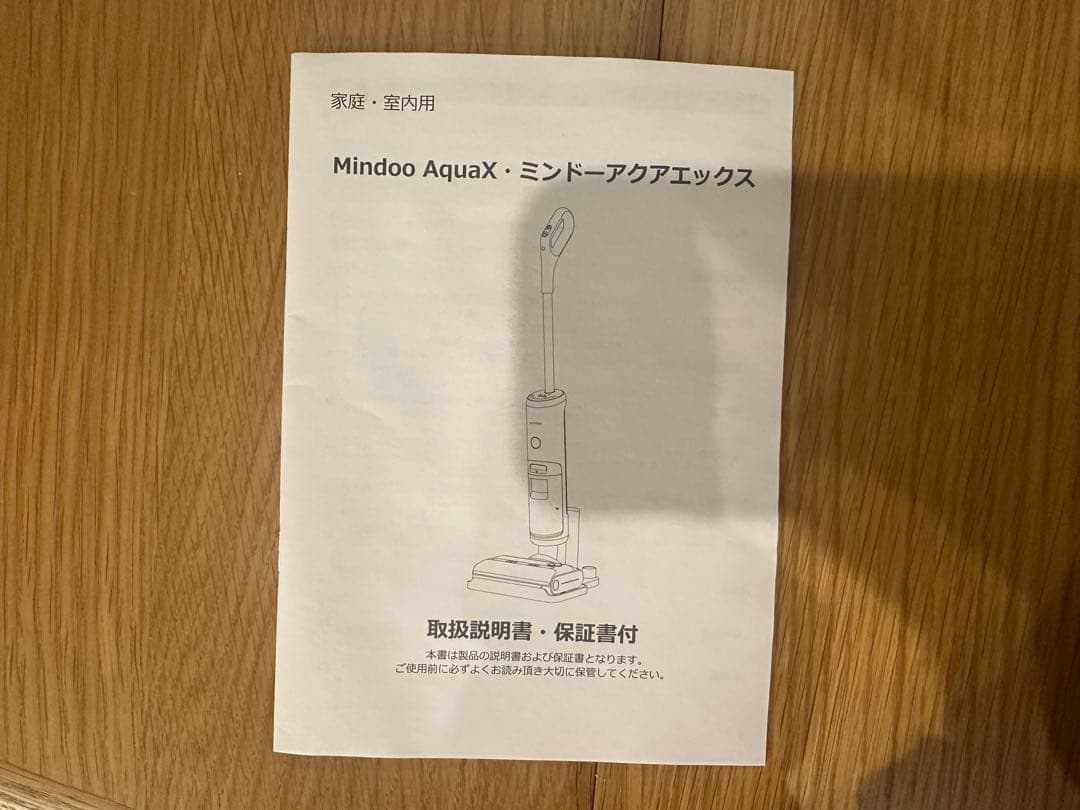 家庭・室内用
Mindoo AquaX・ミンドーアクアエックス
取扱説明書・保証書付
本書は製品の説明書および保証書となります。
ご使用前に必ずよくお読み頂き大切に保管してください。